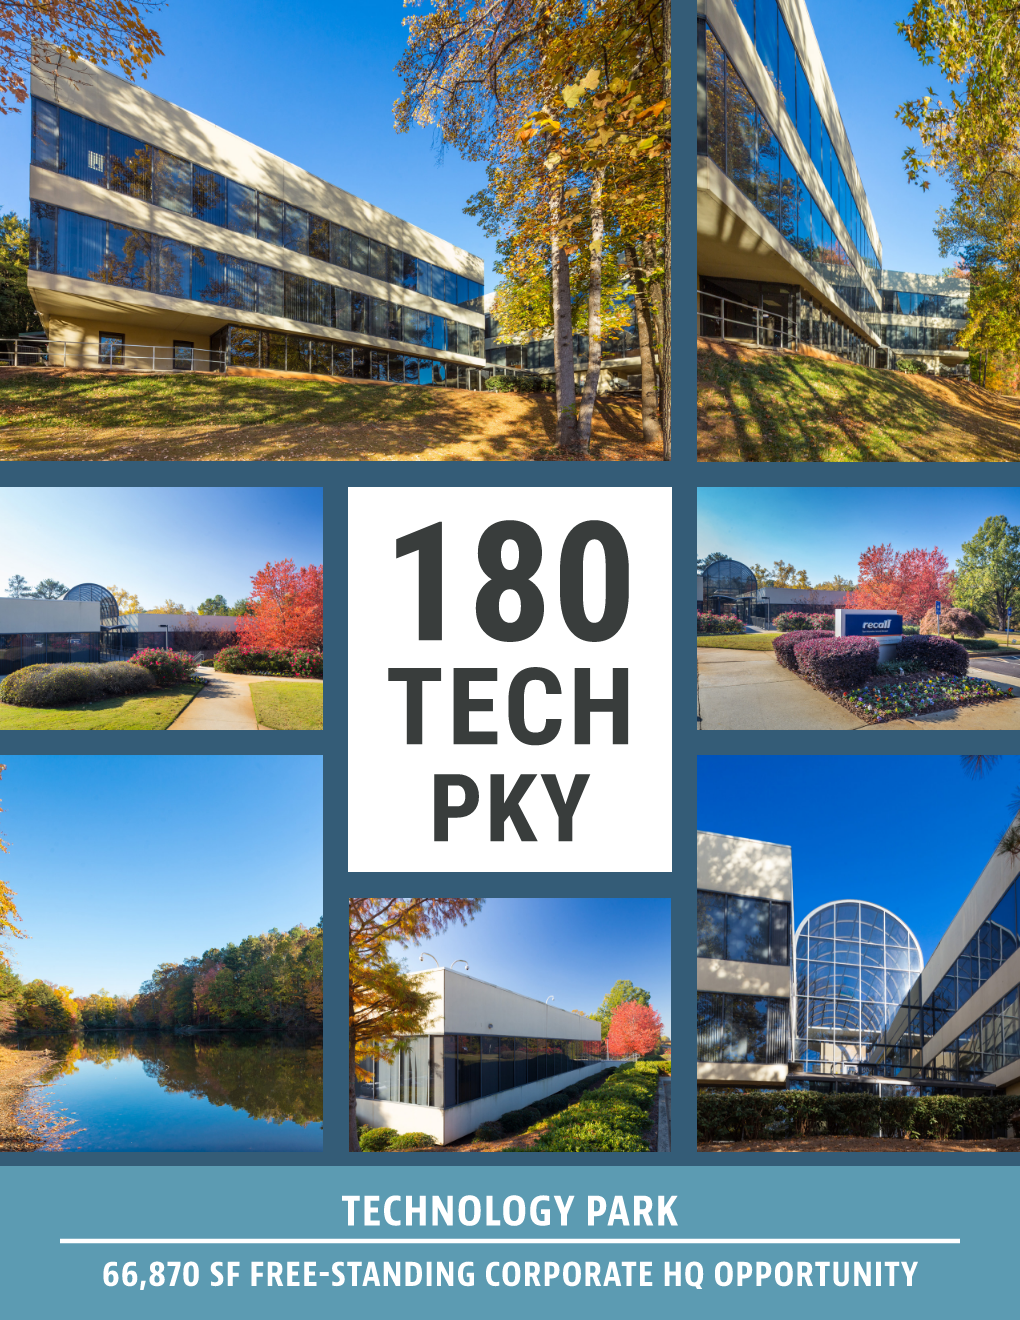 180
TECH
PKY
recall
TECHNOLOGY PARK
66,870 SF FREE-STANDING CORPORATE HQ OPPORTUNITY